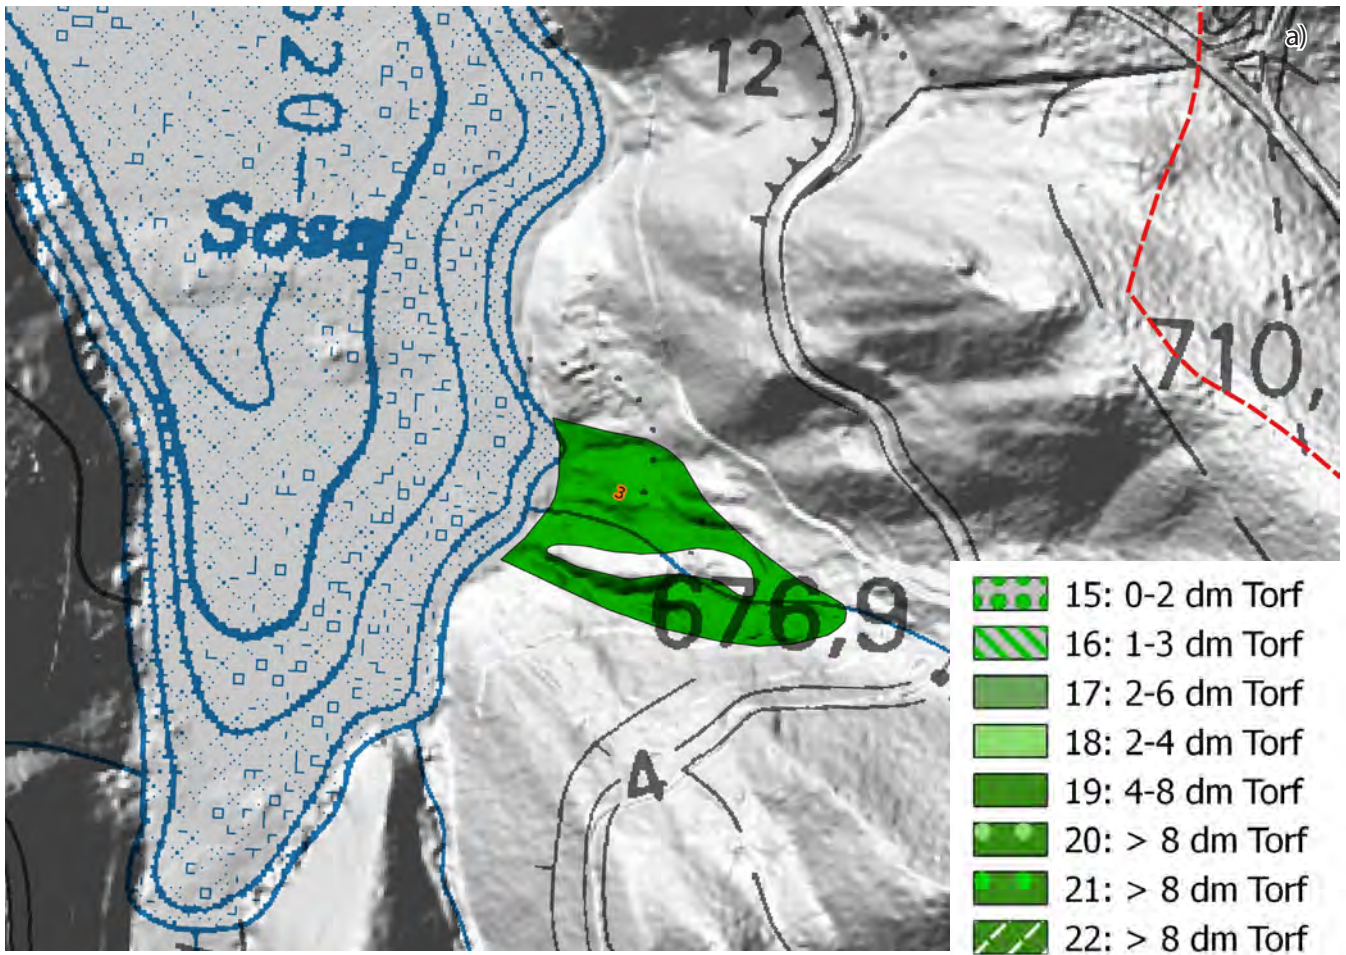 a)
520
12
Sosa
710,
3
676,9
4
15: 0-2 dm Torf
16: 1-3 dm Torf
17: 2-6 dm Torf
18: 2-4 dm Torf
19: 4-8 dm Torf
20: > 8 dm Torf
21: > 8 dm Torf
22: > 8 dm Torf